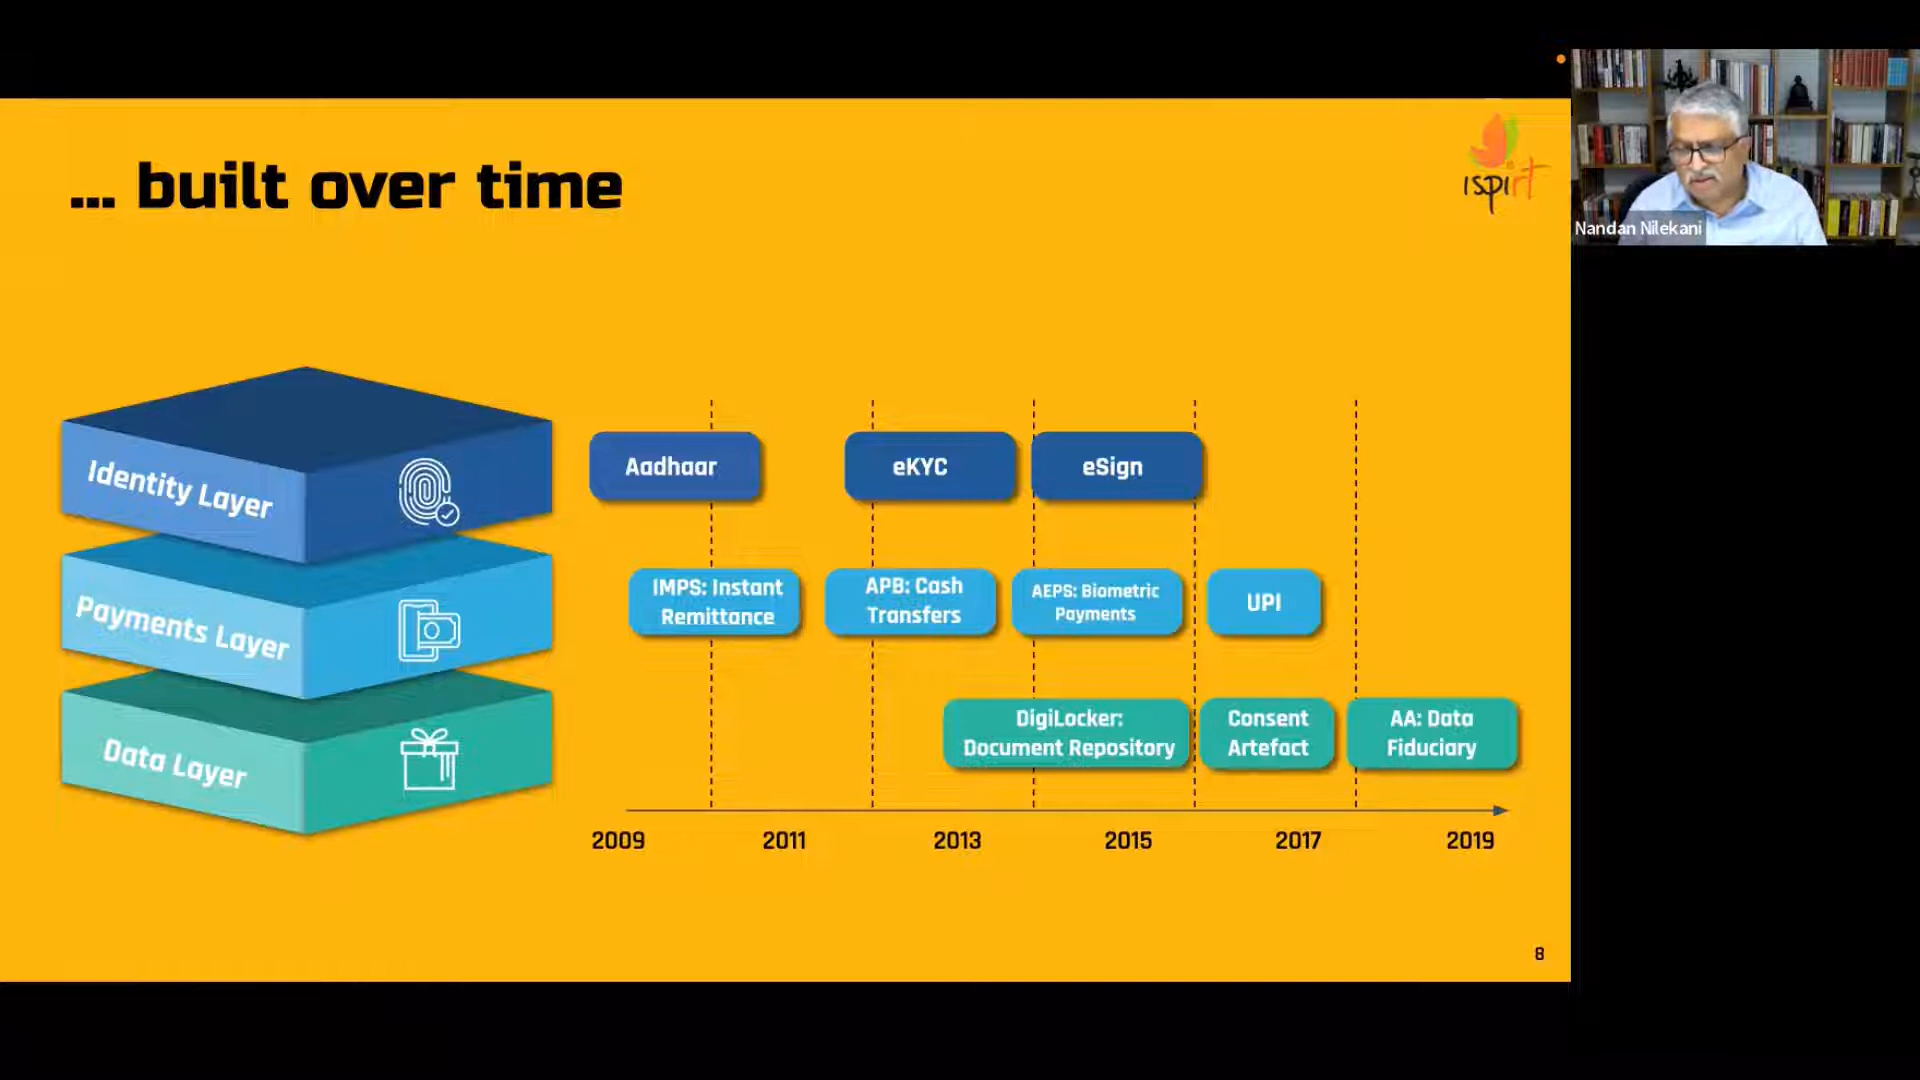 ... built over time
ıspırt
Nandan Nilekani
Identity Layer
Aadhaar
eKYC
eSign
Payments Layer
IMPS: Instant
Remittance
APB: Cash
Transfers
AEPS: Biometric
Payments
UPI
Data Layer
DigiLocker:
Document Repository
Consent
Artefact
AA: Data
Fiduciary
2009
2011
2013
2015
2017
2019
8